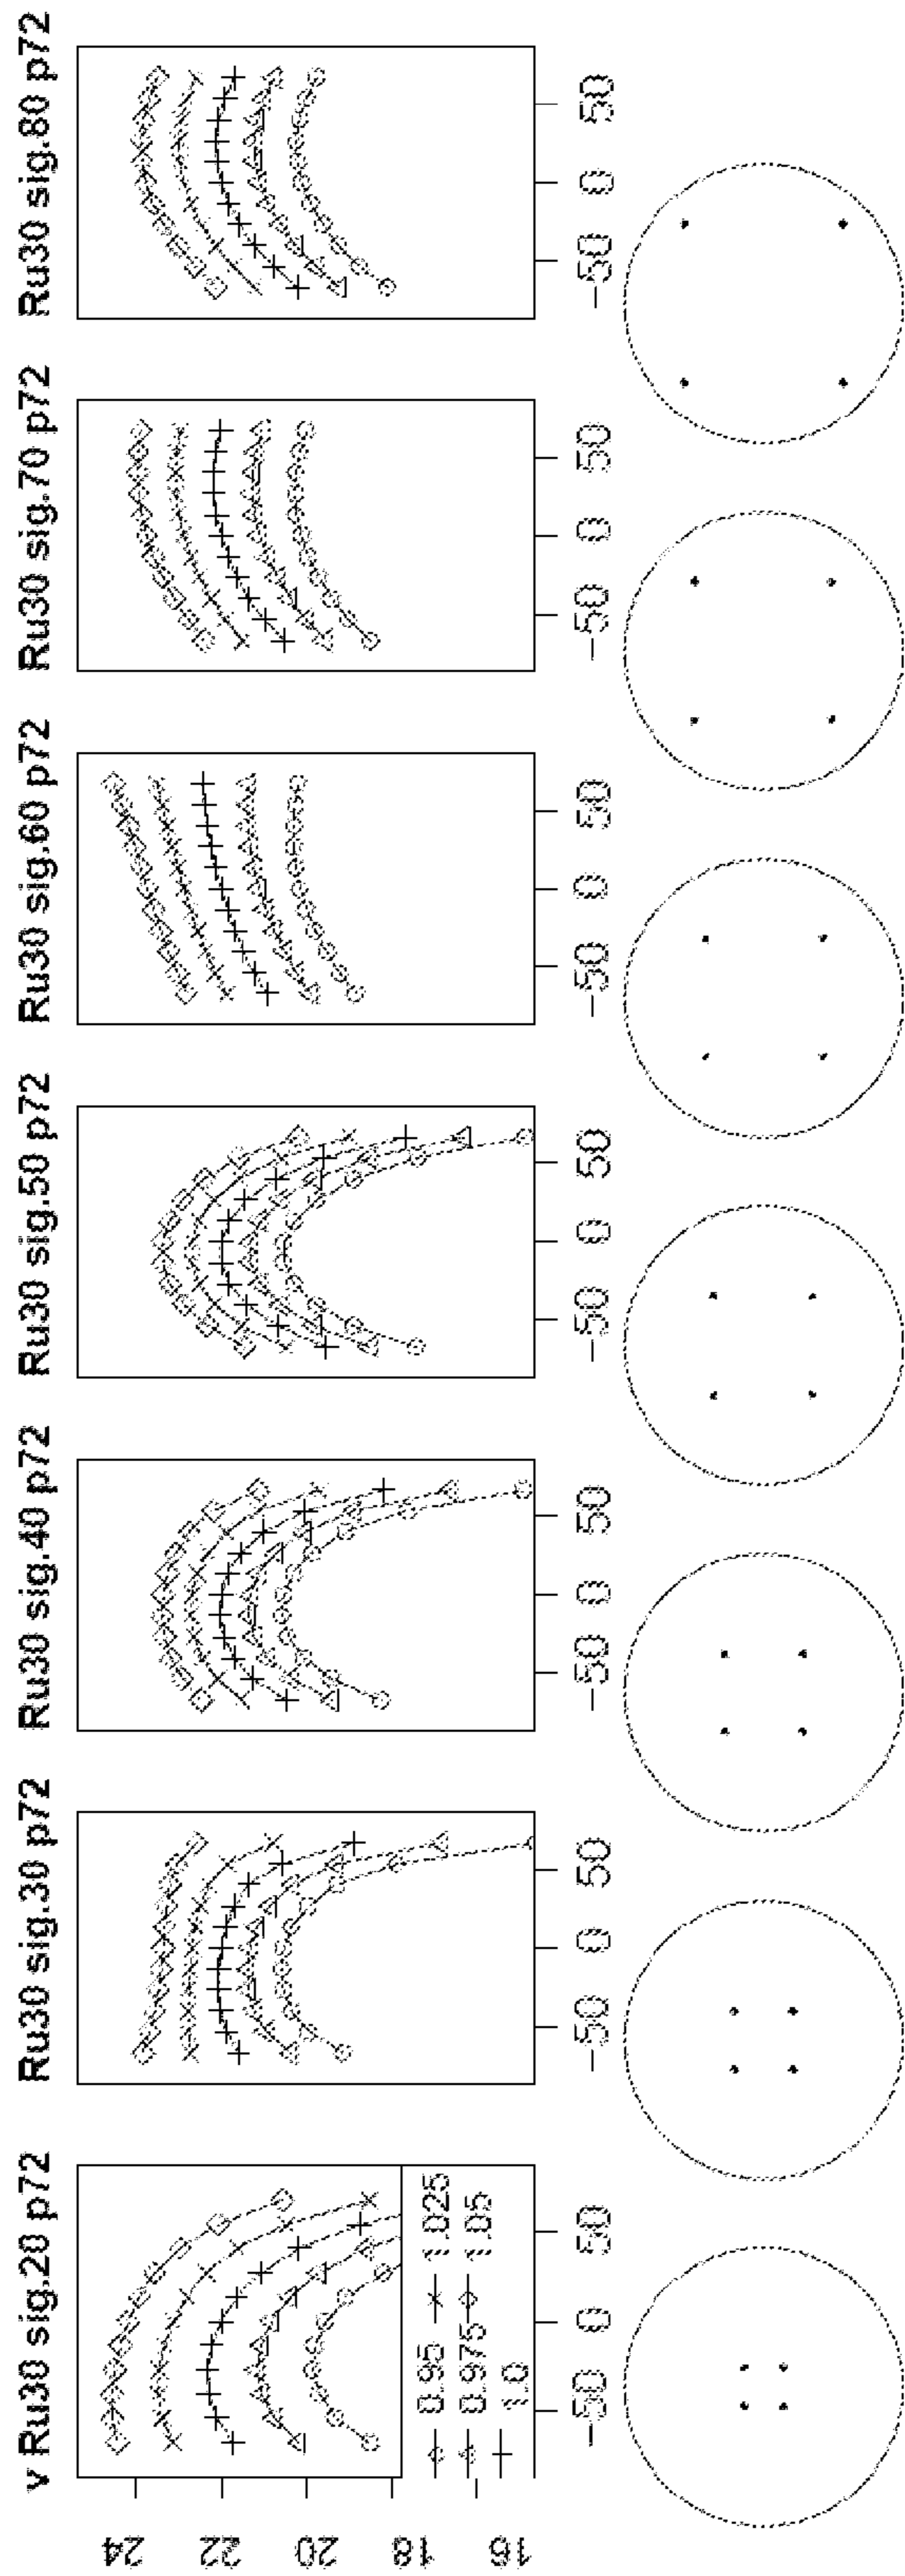 v Ru30 sig.20 p72
Ru30 sig.30 p72
Ru30 sig.40 p72
Ru30 sig.50 p72
Ru30 sig.60 p72
Ru30 sig.70 p72
Ru30 sig.80 p72
24
22
20
18
16
0.95 1.025
0.975 1.05
1.0
-50 0 50
-50 0 50
-50 0 50
-50 0 50
-50 0 50
-50 0 50
-50 0 50